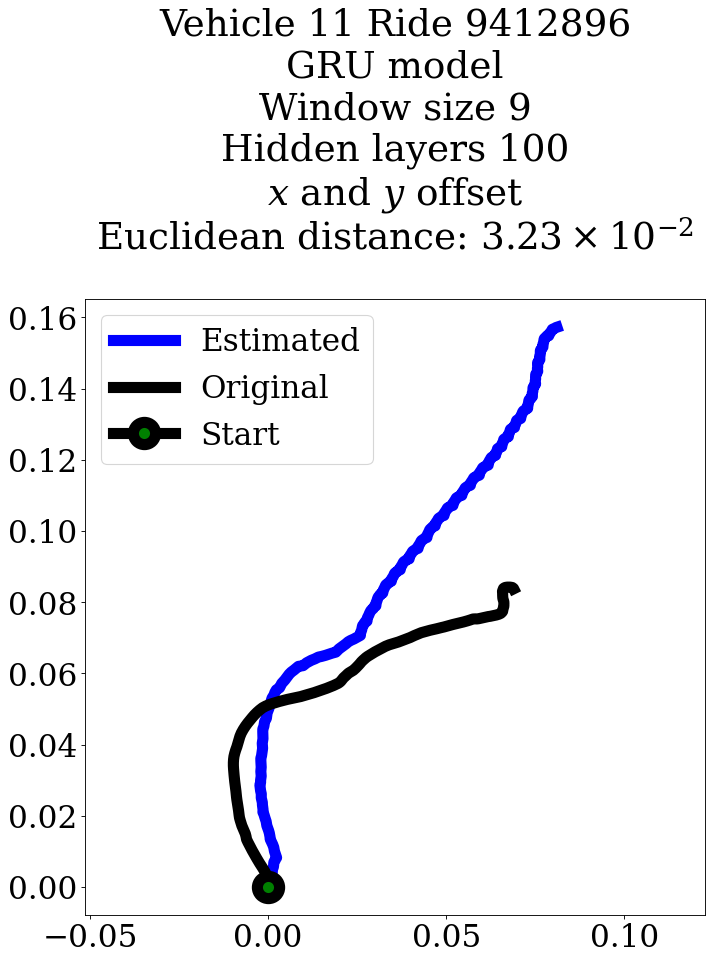 Vehicle 11 Ride 9412896
GRU model
Window size 9
Hidden layers 100
x and y offset
Euclidean distance: 3.23 × 10⁻²
Estimated
Original
Start
0.16
0.14
0.12
0.10
0.08
0.06
0.04
0.02
0.00
−0.05 0.00 0.05 0.10